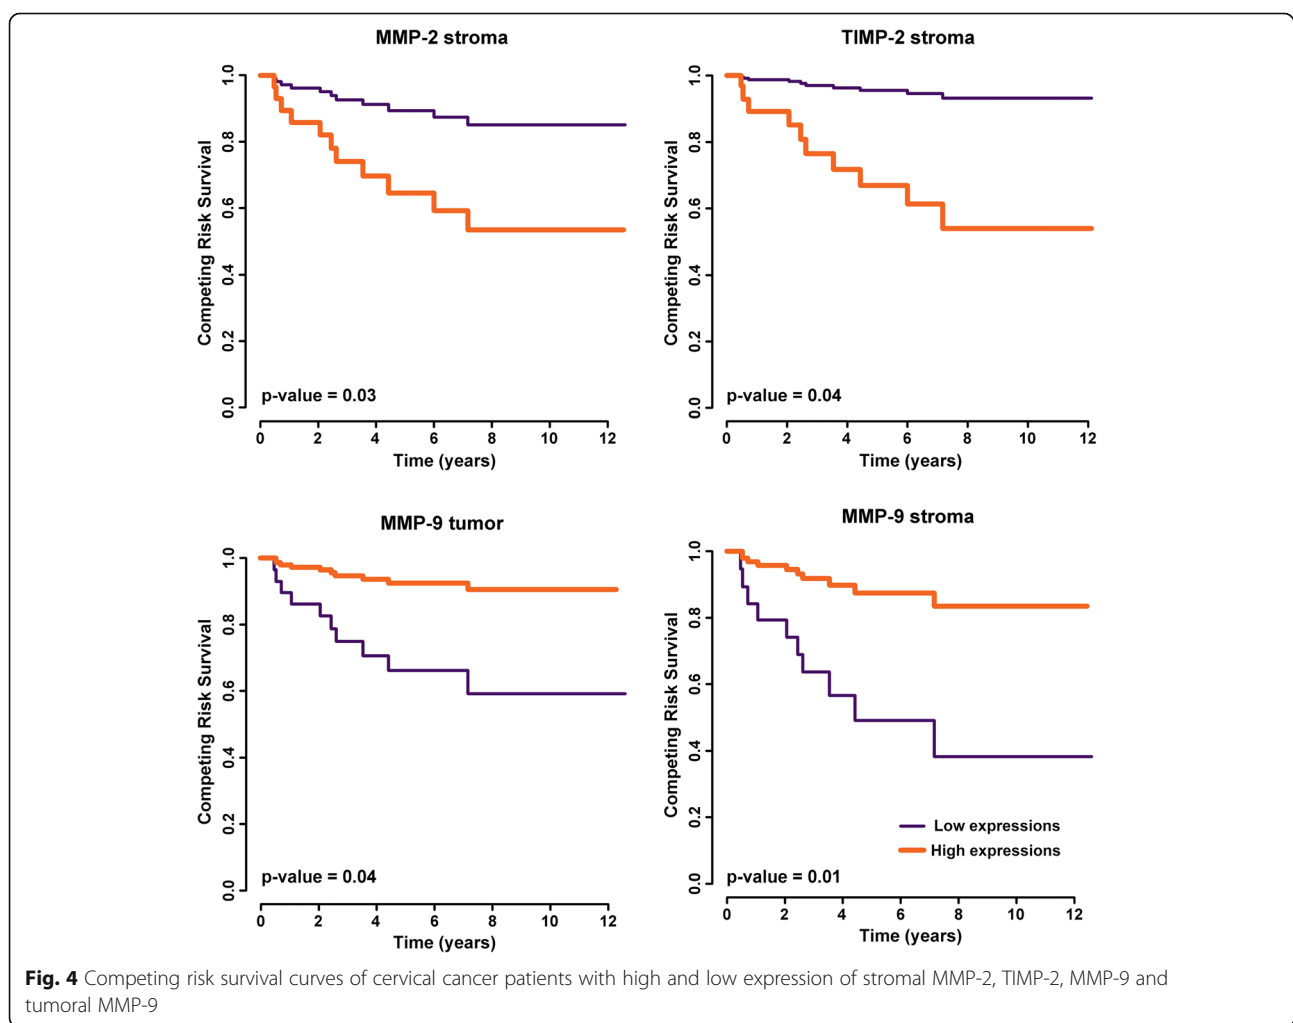 MMP-2 stroma
Competing Risk Survival
1.0
0.8
0.6
0.4
0.2
0.0
p-value = 0.03
0 2 4 6 8 10 12
Time (years)
TIMP-2 stroma
Competing Risk Survival
1.0
0.8
0.6
0.4
0.2
0.0
p-value = 0.04
0 2 4 6 8 10 12
Time (years)
MMP-9 tumor
Competing Risk Survival
1.0
0.8
0.6
0.4
0.2
0.0
p-value = 0.04
0 2 4 6 8 10 12
Time (years)
MMP-9 stroma
Competing Risk Survival
1.0
0.8
0.6
0.4
0.2
0.0
Low expressions
High expressions
p-value = 0.01
0 2 4 6 8 10 12
Time (years)
Fig. 4 Competing risk survival curves of cervical cancer patients with high and low expression of stromal MMP-2, TIMP-2, MMP-9 and
tumoral MMP-9